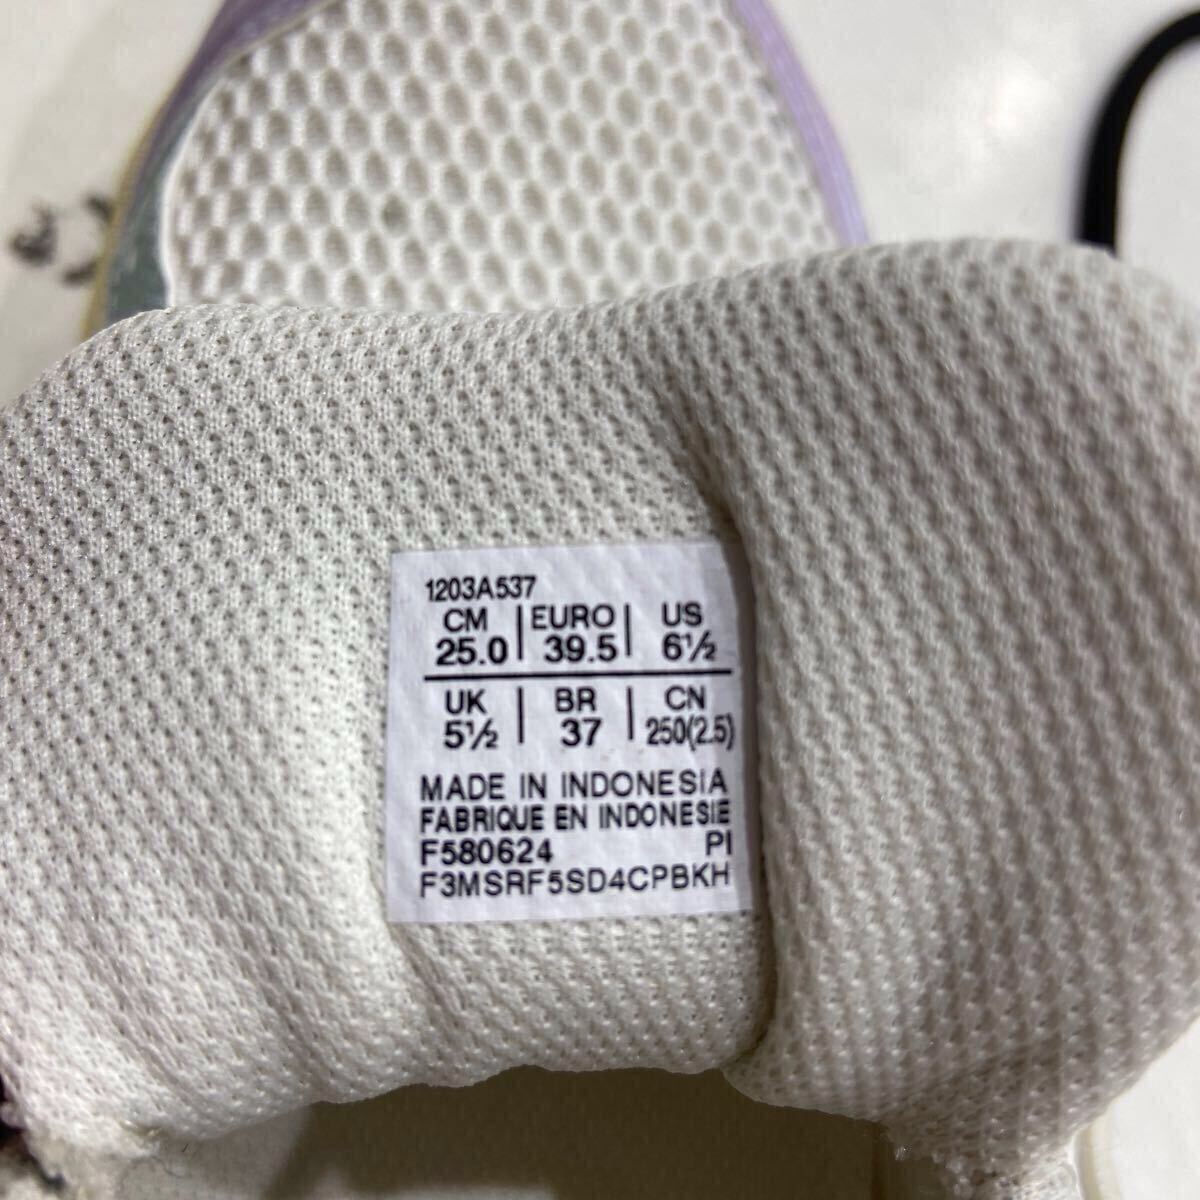 1203A537
CM | EURO | US
25.0 | 39.5 | 6½
UK | BR | CN
5½ | 37 | 250(2.5)
MADE IN INDONESIA
FABRIQUE EN INDONESIE
F580624 PI
F3MSRF5SD4CPBKH